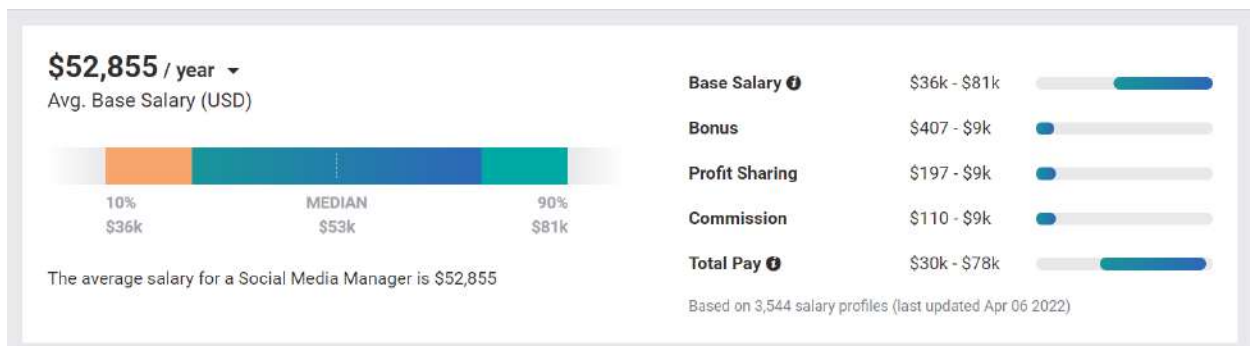 $52,855 / year
Avg. Base Salary (USD)
10% MEDIAN 90%
$36k $53k $81k
The average salary for a Social Media Manager is $52,855
Base Salary $36k - $81k
Bonus $407 - $9k
Profit Sharing $197 - $9k
Commission $110 - $9k
Total Pay $30k - $78k
Based on 3,544 salary profiles (last updated Apr 06 2022)